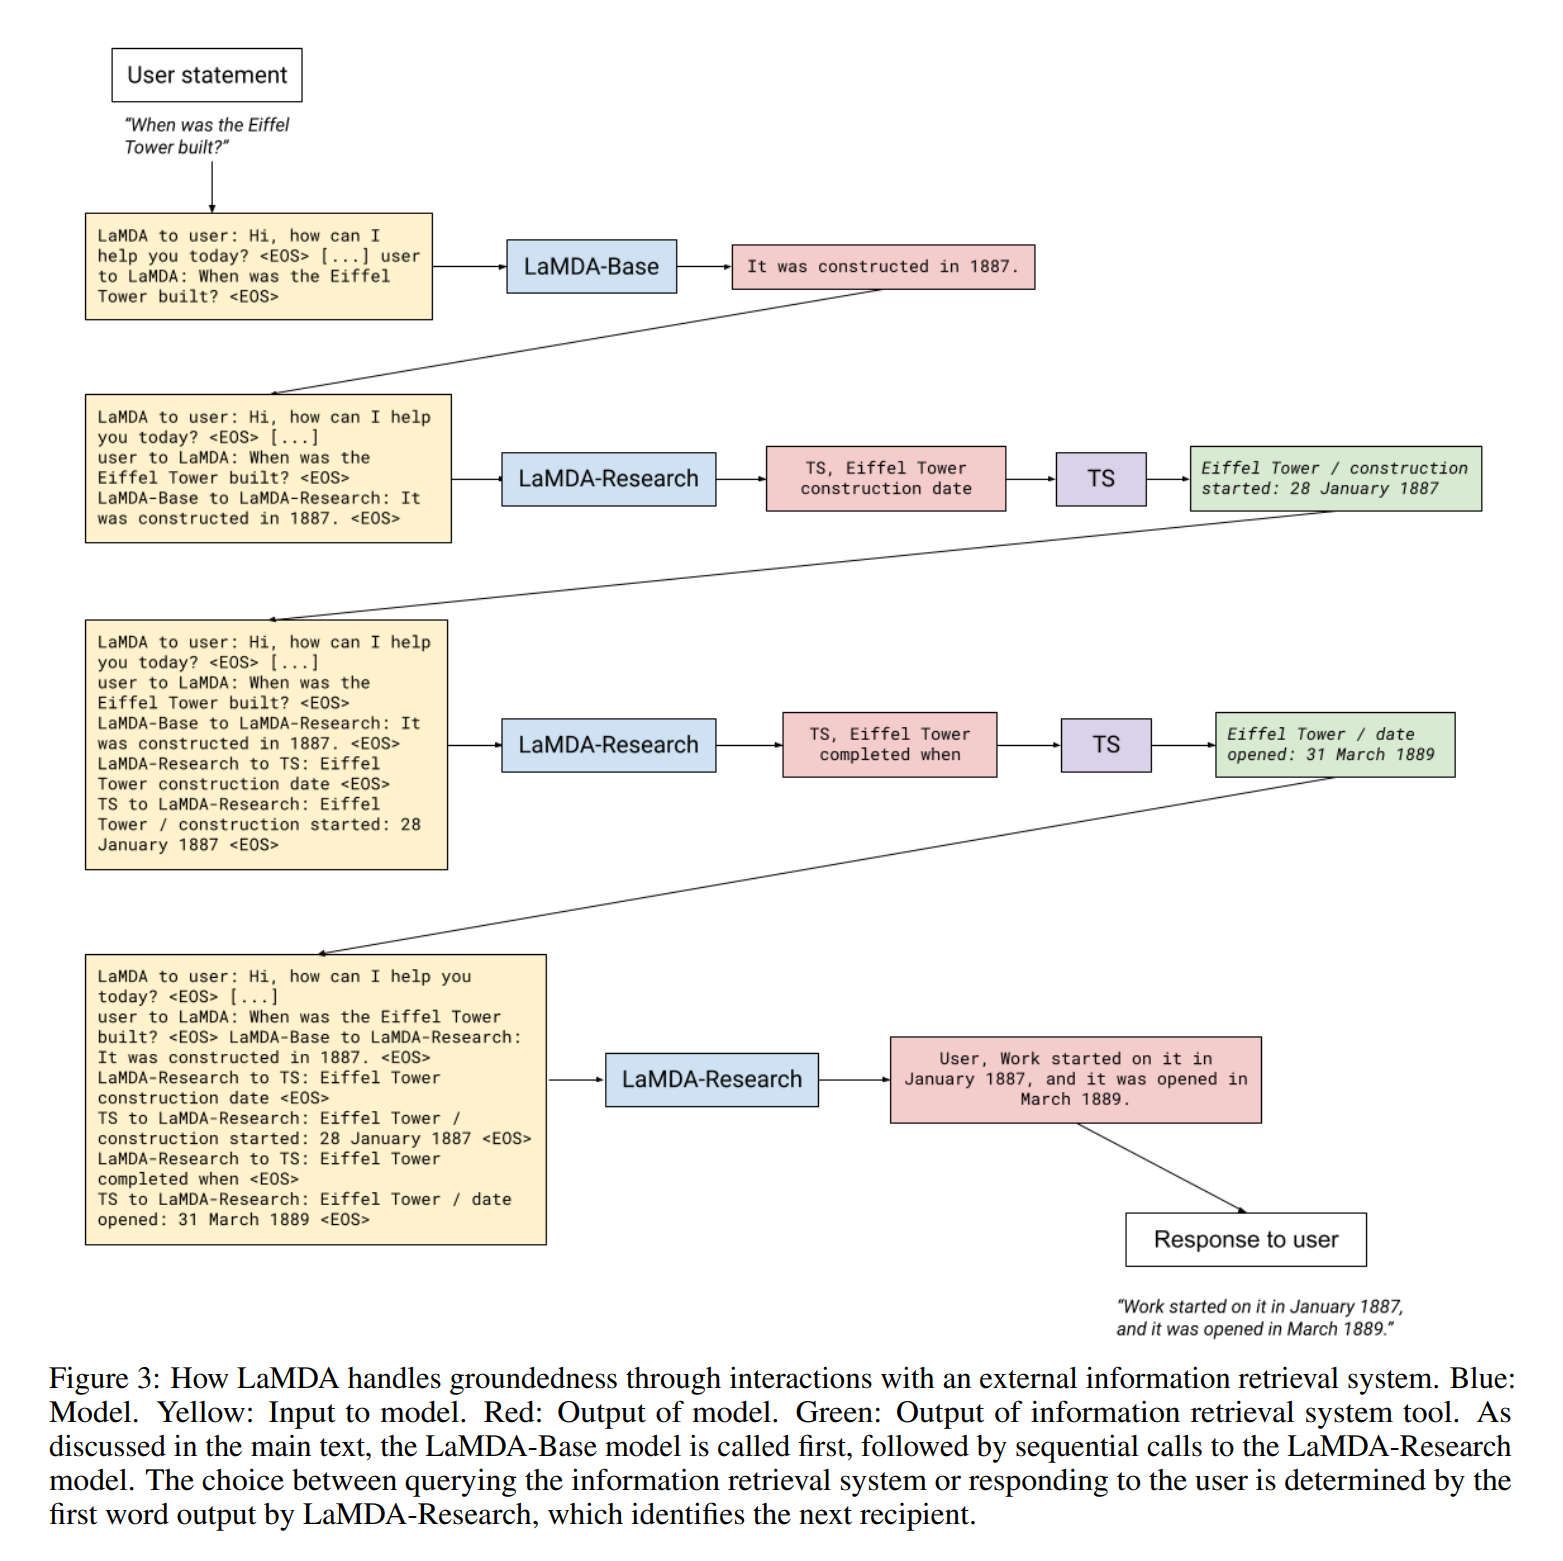 User statement
“When was the Eiffel
Tower built?”
LaMDA to user: Hi, how can I
help you today? <EOS> [...] user
to LaMDA: When was the Eiffel
Tower built? <EOS>
LaMDA-Base
It was constructed in 1887.
LaMDA to user: Hi, how can I help
you today? <EOS> [...]
user to LaMDA: When was the
Eiffel Tower built? <EOS>
LaMDA-Base to LaMDA-Research: It
was constructed in 1887. <EOS>
LaMDA-Research
TS, Eiffel Tower
construction date
TS
Eiffel Tower / construction
started: 28 January 1887
LaMDA to user: Hi, how can I help
you today? <EOS> [...]
user to LaMDA: When was the
Eiffel Tower built? <EOS>
LaMDA-Base to LaMDA-Research: It
was constructed in 1887. <EOS>
LaMDA-Research to TS: Eiffel
Tower construction date <EOS>
TS to LaMDA-Research: Eiffel
Tower / construction started: 28
January 1887 <EOS>
LaMDA-Research
TS, Eiffel Tower
completed when
TS
Eiffel Tower / date
opened: 31 March 1889
LaMDA to user: Hi, how can I help you
today? <EOS> [...]
user to LaMDA: When was the Eiffel Tower
built? <EOS> LaMDA-Base to LaMDA-Research:
It was constructed in 1887. <EOS>
LaMDA-Research to TS: Eiffel Tower
construction date <EOS>
TS to LaMDA-Research: Eiffel Tower /
construction started: 28 January 1887 <EOS>
LaMDA-Research to TS: Eiffel Tower
completed when <EOS>
TS to LaMDA-Research: Eiffel Tower / date
opened: 31 March 1889 <EOS>
LaMDA-Research
User, Work started on it in
January 1887, and it was opened in
March 1889.
Response to user
“Work started on it in January 1887,
and it was opened in March 1889.”
Figure 3: How LaMDA handles groundedness through interactions with an external information retrieval system. Blue:
Model. Yellow: Input to model. Red: Output of model. Green: Output of information retrieval system tool. As
discussed in the main text, the LaMDA-Base model is called first, followed by sequential calls to the LaMDA-Research
model. The choice between querying the information retrieval system or responding to the user is determined by the
first word output by LaMDA-Research, which identifies the next recipient.